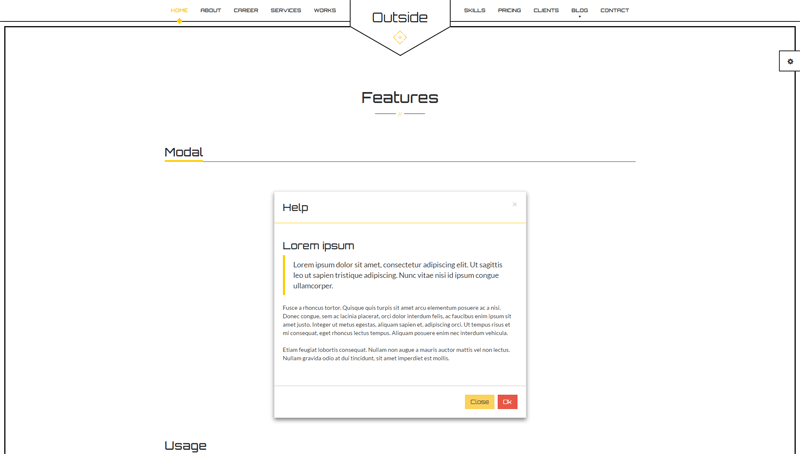 HOME ABOUT CAREER SERVICES WORKS Outside SKILLS PRICING CLIENTS BLOG CONTACT
Features
Modal
Help ×
Lorem ipsum
Lorem ipsum dolor sit amet, consectetur adipiscing elit. Ut sagittis
leo ut sapien tristique adipiscing. Nunc vitae nisi id ipsum congue
ullamcorper.
Fusce a rhoncus tortor. Quisque quis turpis sit amet arcu elementum posuere ac a nisi.
Donec congue, sem ac lacinia placerat, orci dolor interdum felis, ac faucibus enim ipsum sit
amet justo. Integer ut metus egestas, aliquam sapien et, adipiscing orci. Ut tempus risus et
mi consequat, eget rhoncus lectus tempus. Aliquam posuere enim nec interdum vehicula.
Etiam feugiat lobortis consequat. Nullam non augue a mauris auctor mattis vel non lectus.
Nullam gravida odio at dui tincidunt, sit amet imperdiet est mollis.
Close Ok
Usage